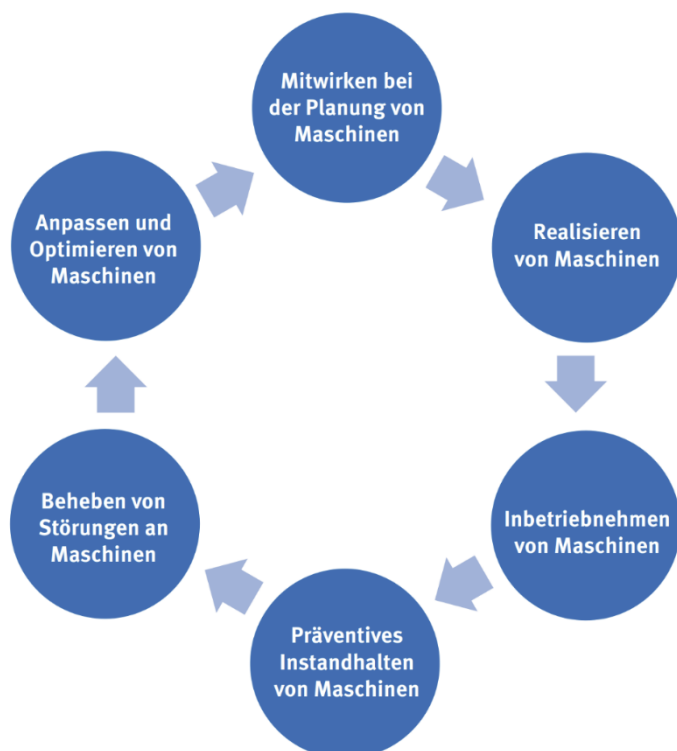 Mitwirken bei
der Planung von
Maschinen
Realisieren
von Maschinen
Inbetriebnehmen
von Maschinen
Präventives
Instandhalten
von Maschinen
Beheben von
Störungen an
Maschinen
Anpassen und
Optimieren von
Maschinen